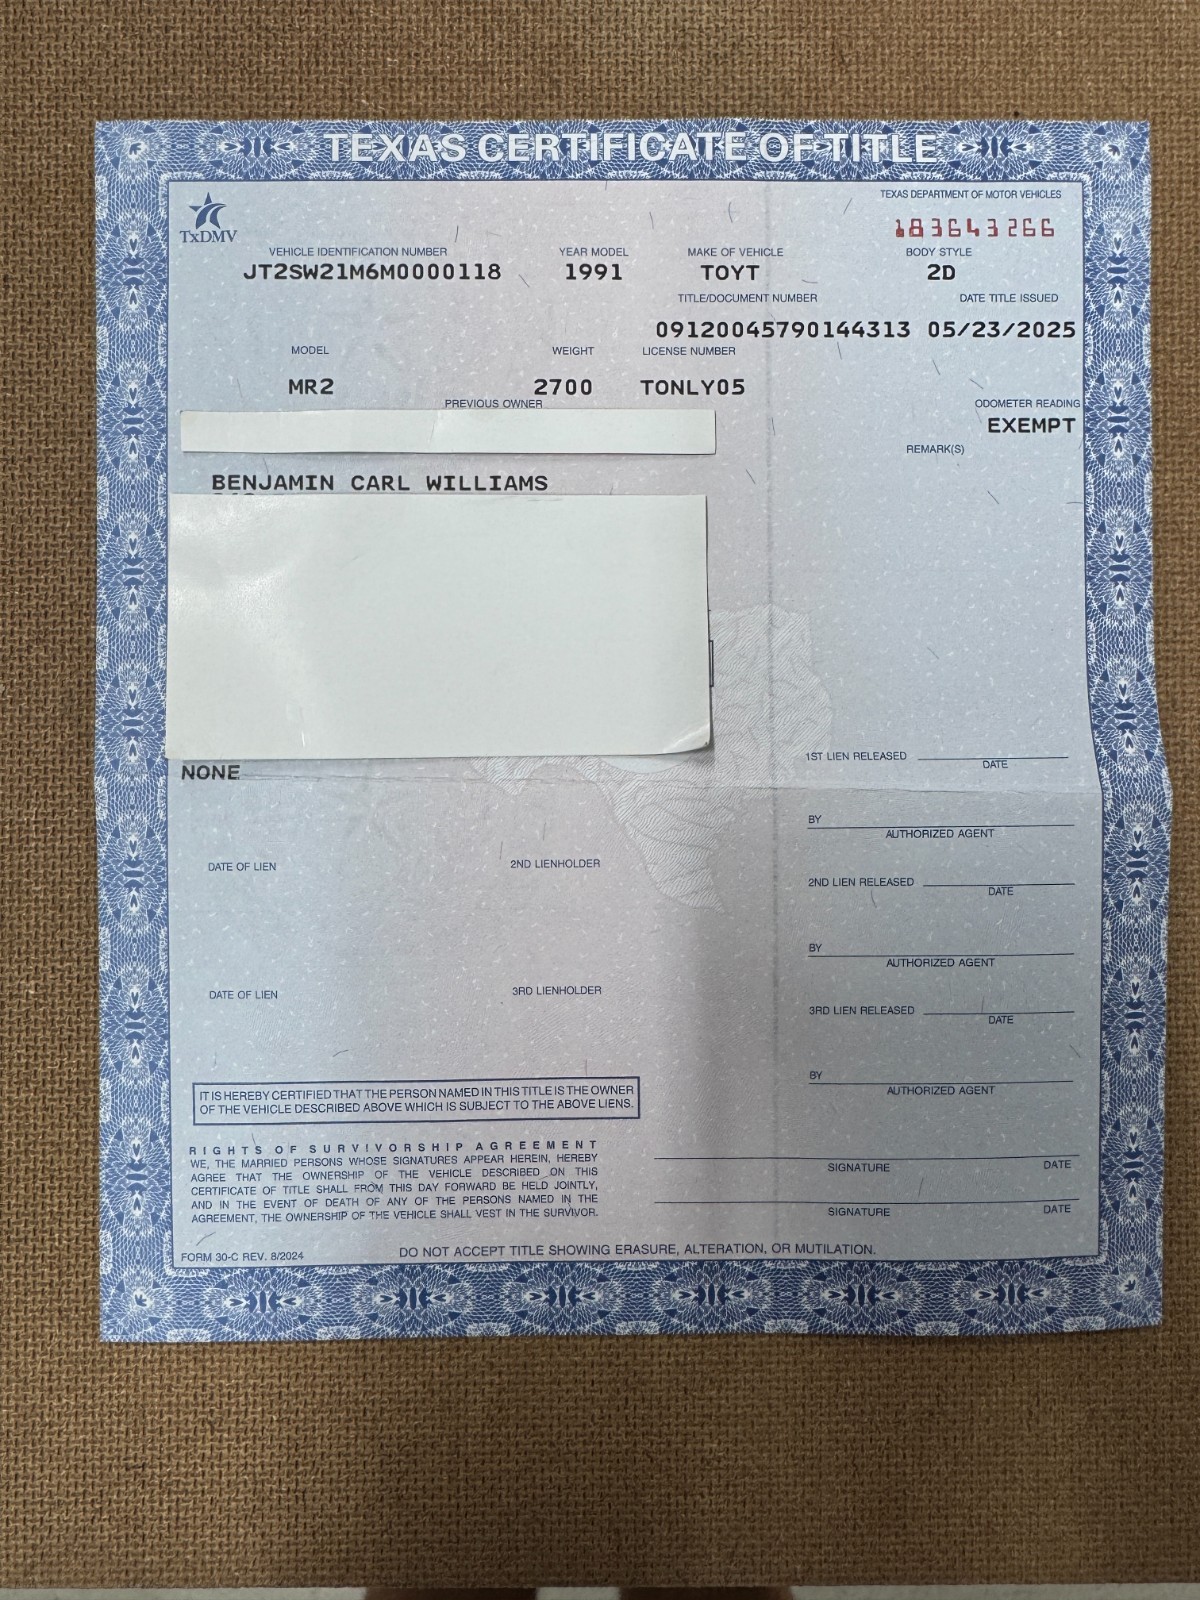 TEXAS CERTIFICATE OF TITLE
TxDMV
TEXAS DEPARTMENT OF MOTOR VEHICLES
183643266
VEHICLE IDENTIFICATION NUMBER YEAR MODEL MAKE OF VEHICLE BODY STYLE
JT2SW21M6M0000118 1991 TOYT 2D
TITLE/DOCUMENT NUMBER DATE TITLE ISSUED
09120045790144313 05/23/2025
MODEL WEIGHT LICENSE NUMBER
MR2 2700 TONLY05
PREVIOUS OWNER ODOMETER READING
EXEMPT
REMARK(S)
BENJAMIN CARL WILLIAMS
NONE
1ST LIEN RELEASED
DATE
BY
AUTHORIZED AGENT
DATE OF LIEN 2ND LIENHOLDER
2ND LIEN RELEASED
DATE
BY
AUTHORIZED AGENT
DATE OF LIEN 3RD LIENHOLDER
3RD LIEN RELEASED
DATE
BY
AUTHORIZED AGENT
IT IS HEREBY CERTIFIED THAT THE PERSON NAMED IN THIS TITLE IS THE OWNER
OF THE VEHICLE DESCRIBED ABOVE WHICH IS SUBJECT TO THE ABOVE LIENS.
RIGHTS OF SURVIVORSHIP AGREEMENT
WE, THE MARRIED PERSONS WHOSE SIGNATURES APPEAR HEREIN, HEREBY
AGREE THAT THE OWNERSHIP OF THE VEHICLE DESCRIBED ON THIS
CERTIFICATE OF TITLE SHALL FROM THIS DAY FORWARD BE HELD JOINTLY,
AND IN THE EVENT OF DEATH OF ANY OF THE PERSONS NAMED IN THE
AGREEMENT, THE OWNERSHIP OF THE VEHICLE SHALL VEST IN THE SURVIVOR.
SIGNATURE DATE
SIGNATURE DATE
FORM 30-C REV. 8/2024
DO NOT ACCEPT TITLE SHOWING ERASURE, ALTERATION, OR MUTILATION.